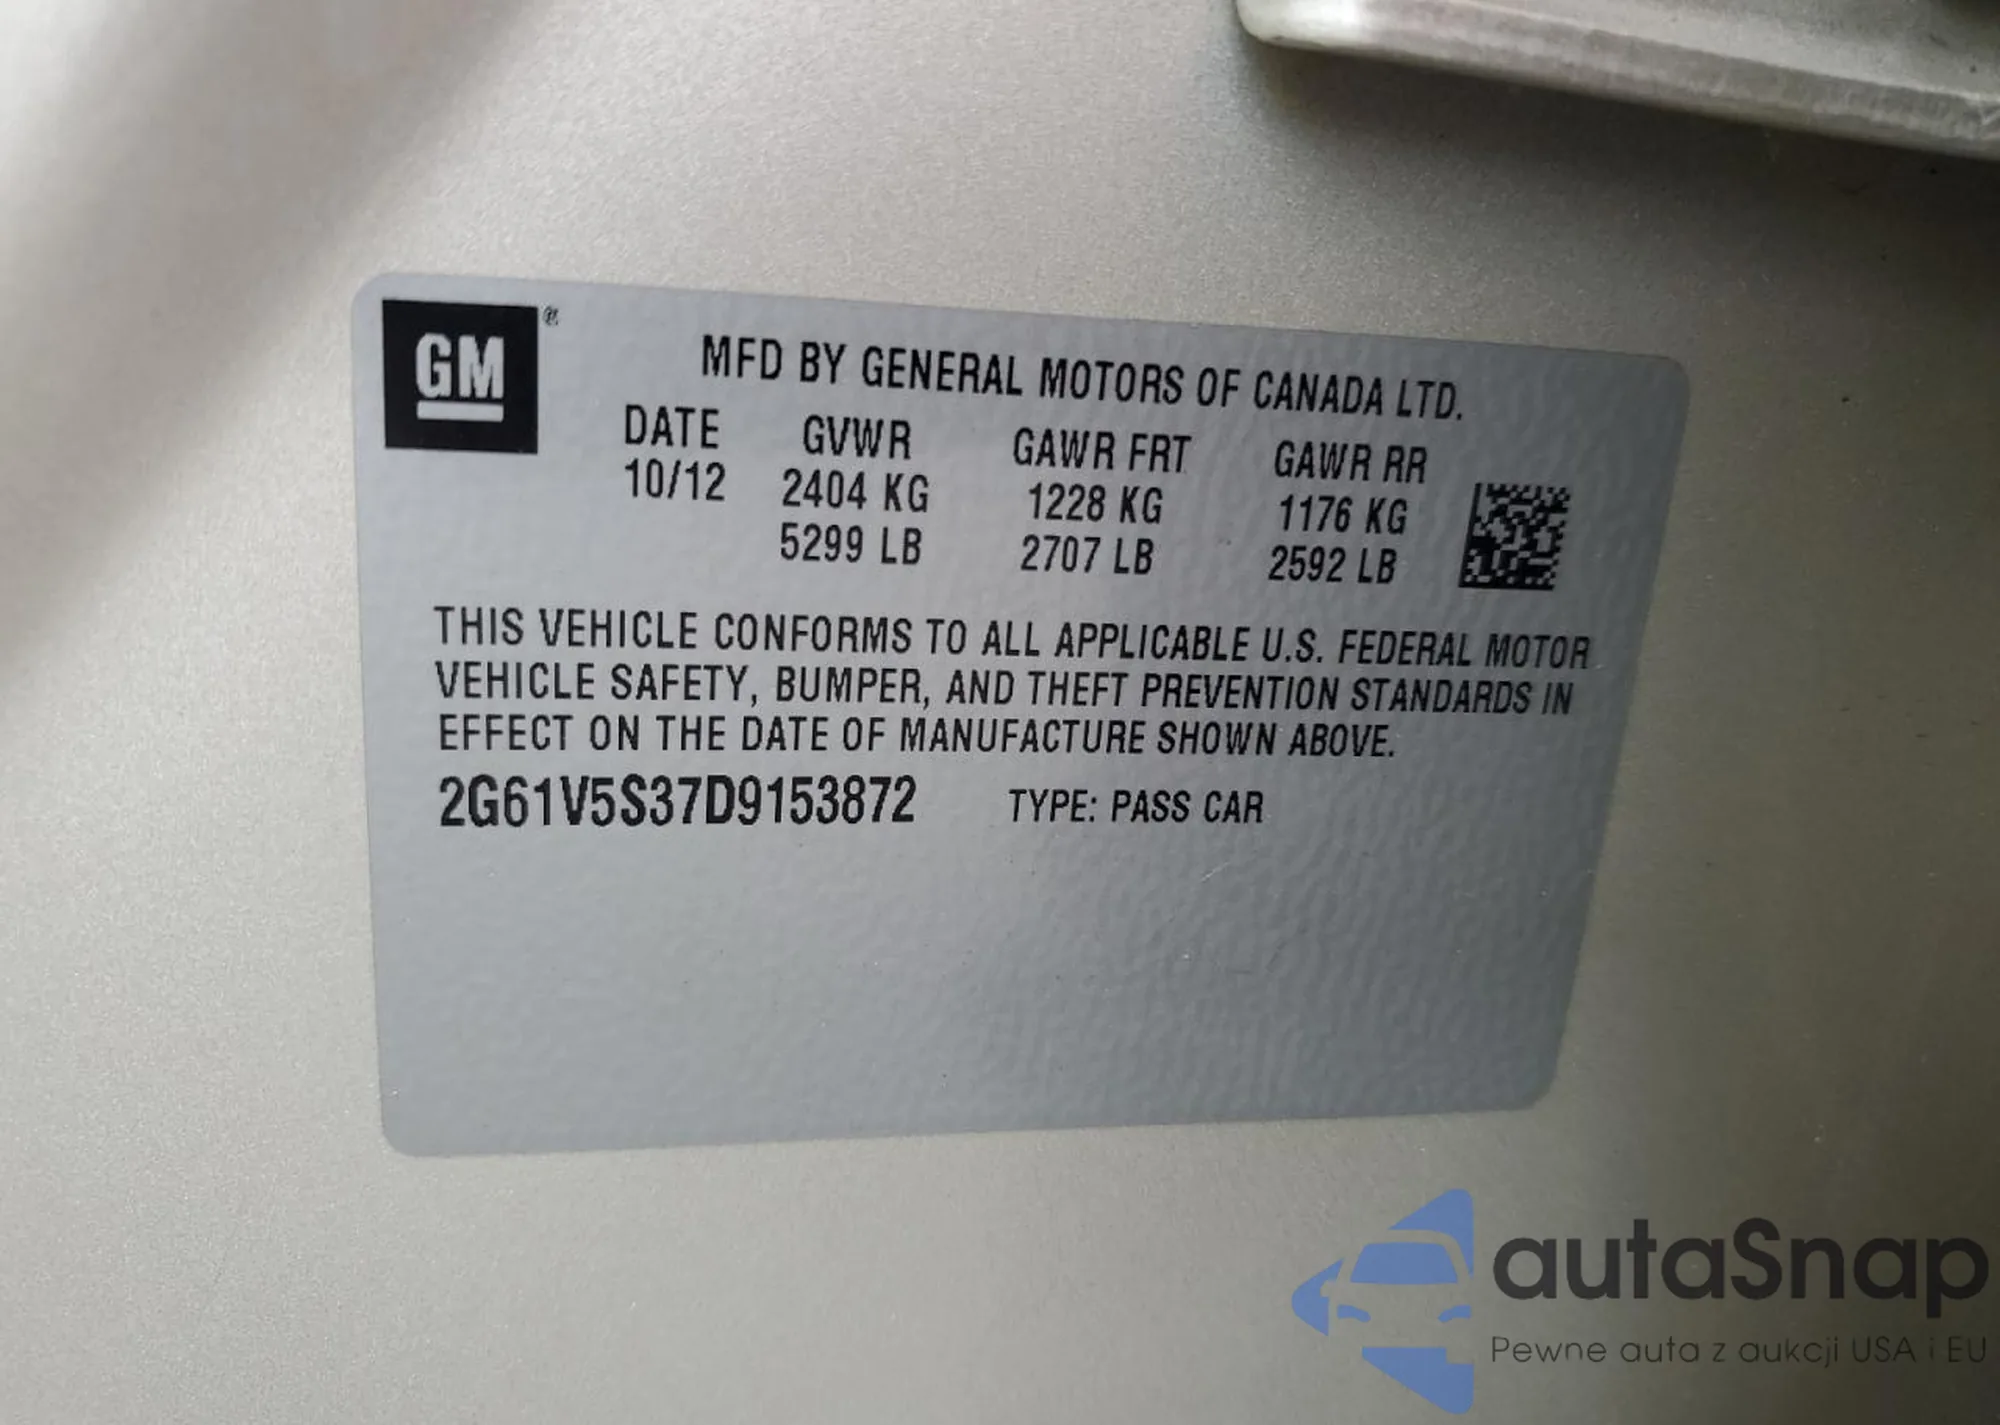 GM®
MFD BY GENERAL MOTORS OF CANADA LTD.
DATE GVWR GAWR FRT GAWR RR
10/12 2404 KG 1228 KG 1176 KG
5299 LB 2707 LB 2592 LB
THIS VEHICLE CONFORMS TO ALL APPLICABLE U.S. FEDERAL MOTOR
VEHICLE SAFETY, BUMPER, AND THEFT PREVENTION STANDARDS IN
EFFECT ON THE DATE OF MANUFACTURE SHOWN ABOVE.
2G61V5S37D9153872 TYPE: PASS CAR
autaSnap
Pewne auta z aukcji USA i EU